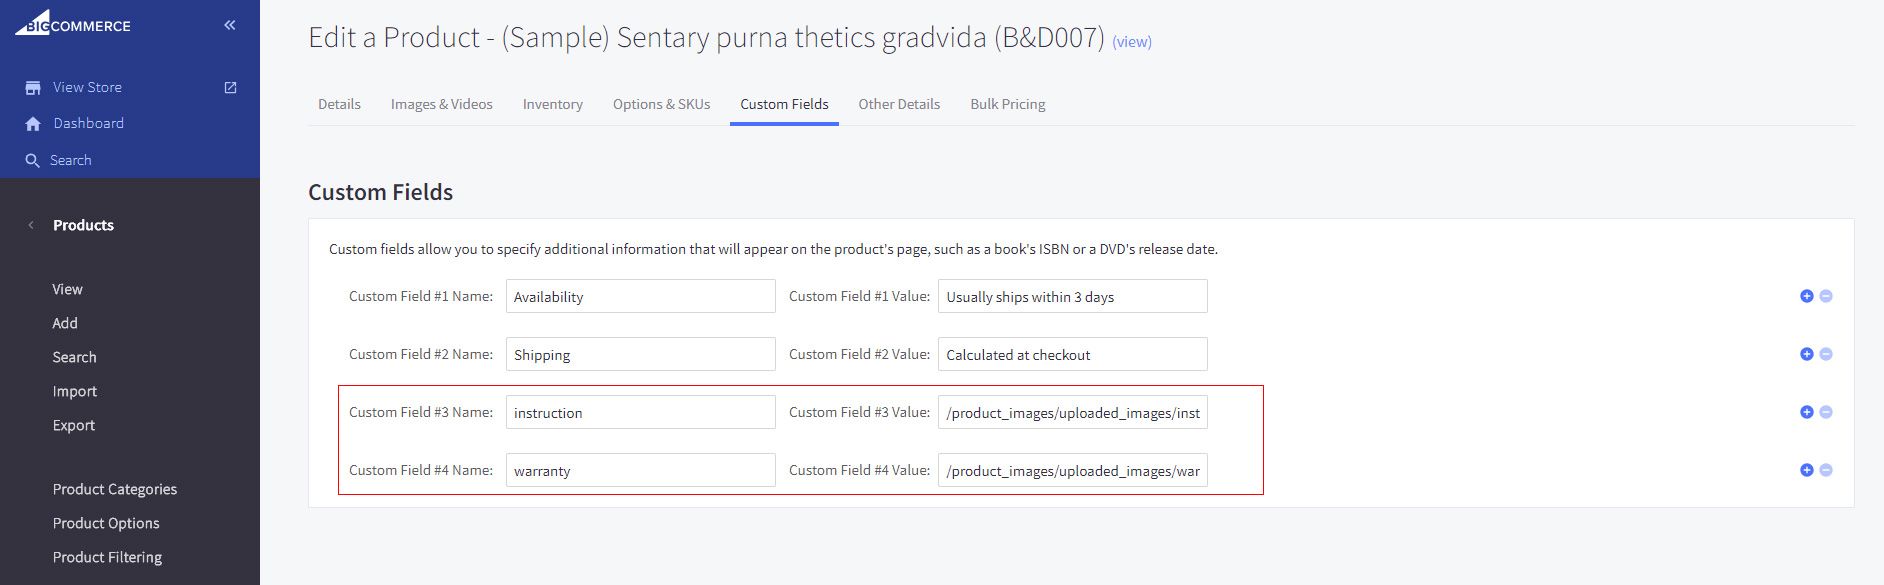 BIGCOMMERCE
View Store
Dashboard
Search
Products
View
Add
Search
Import
Export
Product Categories
Product Options
Product Filtering
Edit a Product - (Sample) Sentary purna thetics gradvida (B&D007) (view)
Details Images & Videos Inventory Options & SKUs Custom Fields Other Details Bulk Pricing
Custom Fields
Custom fields allow you to specify additional information that will appear on the product's page, such as a book's ISBN or a DVD's release date.
Custom Field #1 Name: Availability Custom Field #1 Value: Usually ships within 3 days
Custom Field #2 Name: Shipping Custom Field #2 Value: Calculated at checkout
Custom Field #3 Name: instruction Custom Field #3 Value: /product_images/uploaded_images/inst
Custom Field #4 Name: warranty Custom Field #4 Value: /product_images/uploaded_images/war